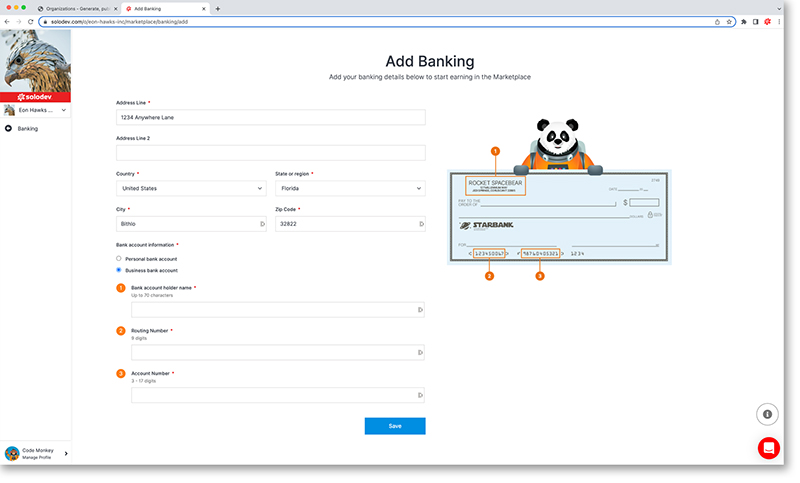 Organizations - Generate, pub
Add Banking
solodev.com/o/eon-hawks-inc/marketplace/banking/add
solodev
Eon Hawks ...
Banking
Add Banking
Add your banking details below to start earning in the Marketplace
Address Line *
1234 Anywhere Lane
Address Line 2
Country *
State or region *
United States
Florida
City *
Zip Code *
Bithlo
32822
Bank account information *
Personal bank account
Business bank account
1
Bank account holder name *
Up to 70 characters
2
Routing Number *
9 digits
3
Account Number *
3 - 17 digits
Save
1
ROCKET SPACEBEAR
DATE
PAY TO THE
ORDER OF
$
DOLLARS
STARBANK
FOR
123450067
98760405321
1234
2
3
Code Monkey
Manage Profile